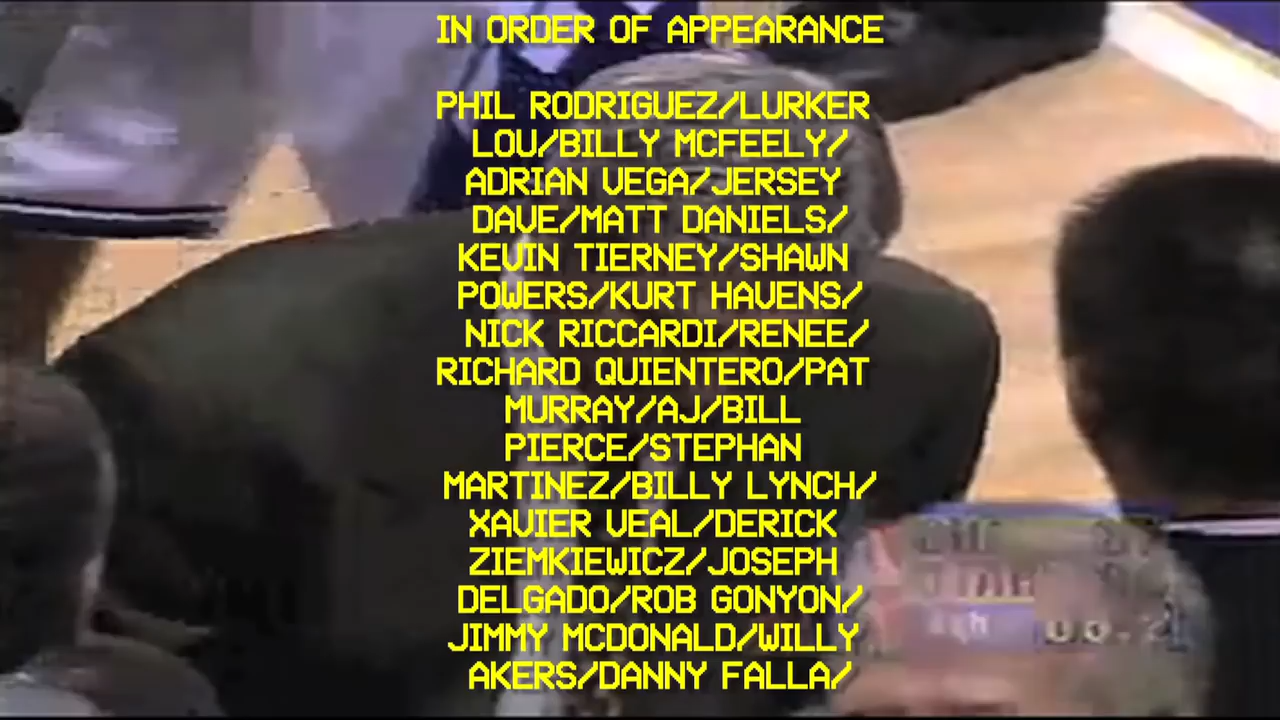 IN ORDER OF APPEARANCE
PHIL RODRIGUEZ/LURKER
LOU/BILLY MCFEELY/
ADRIAN VEGA/JERSEY
DAVE/MATT DANIELS/
KEVIN TIERNEY/SHAWN
POWERS/KURT HAVENS/
NICK RICCARDI/RENEE/
RICHARD QUIENTERO/PAT
MURRAY/AJ/BILL
PIERCE/STEPHAN
MARTINEZ/BILLY LYNCH/
XAVIER VEAL/DERICK
ZIEMKIEWICZ/JOSEPH
DELGADO/ROB GONYON/
JIMMY MCDONALD/WILLY
AKERS/DANNY FALLA/